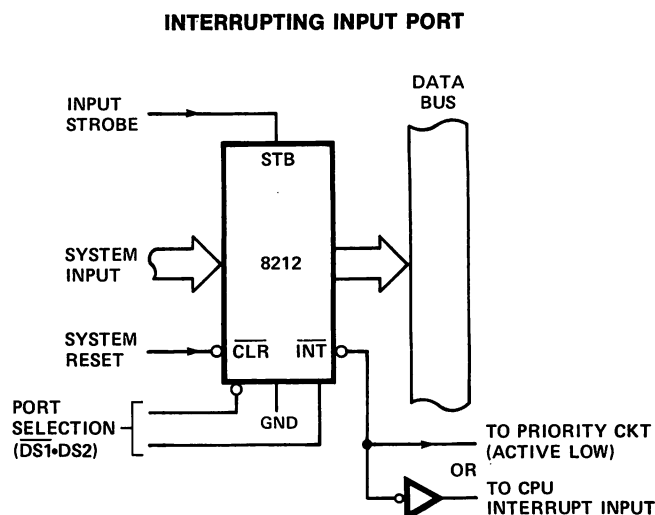 INTERRUPTING INPUT PORT
DATA
BUS
INPUT
STROBE
STB
SYSTEM
INPUT
8212
SYSTEM
RESET
CLR
INT
PORT
SELECTION
(DS1•DS2)
GND
TO PRIORITY CKT
(ACTIVE LOW)
OR
TO CPU
INTERRUPT INPUT